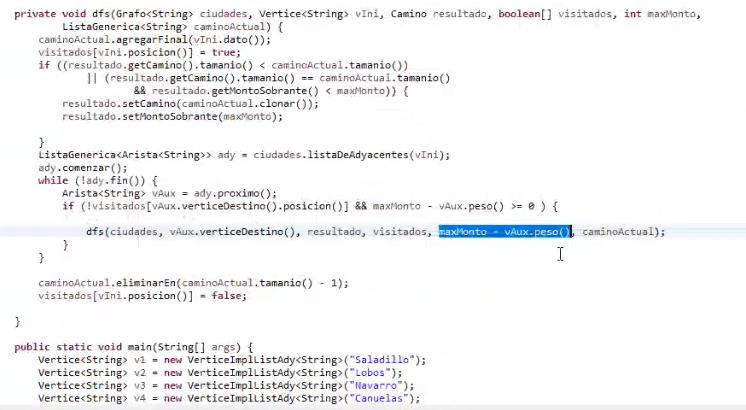 private void dfs(Grafo<String> ciudades, Vertice<String> vIni, Camino resultado, boolean[] visitados, int maxMonto,
ListaGenerica<String> caminoActual) {
caminoActual.agregarFinal(vIni.dato());
visitados[vIni.posicion()] = true;
if ((resultado.getCamino().tamanio() < caminoActual.tamanio())
|| (resultado.getCamino().tamanio() == caminoActual.tamanio()
&& resultado.getMontoSobrante() < maxMonto)) {
resultado.setCamino(caminoActual.clonar());
resultado.setMontoSobrante(maxMonto);
}
ListaGenerica<Arista<String>> ady = ciudades.listaDeAdyacentes(vIni);
ady.comenzar();
while (!ady.fin()) {
Arista<String> vAux = ady.proximo();
if (!visitados[vAux.verticeDestino().posicion()] && maxMonto - vAux.peso() >= 0 ) {
dfs(ciudades, vAux.verticeDestino(), resultado, visitados, maxMonto - vAux.peso(), caminoActual);
}
}
caminoActual.eliminarEn(caminoActual.tamanio() - 1);
visitados[vIni.posicion()] = false;
}
public static void main(String[] args) {
Vertice<String> v1 = new VerticeImplListAdy<String>("Saladillo");
Vertice<String> v2 = new VerticeImplListAdy<String>("Lobos");
Vertice<String> v3 = new VerticeImplListAdy<String>("Navarro");
Vertice<String> v4 = new VerticeImplListAdy<String>("Canuelas");